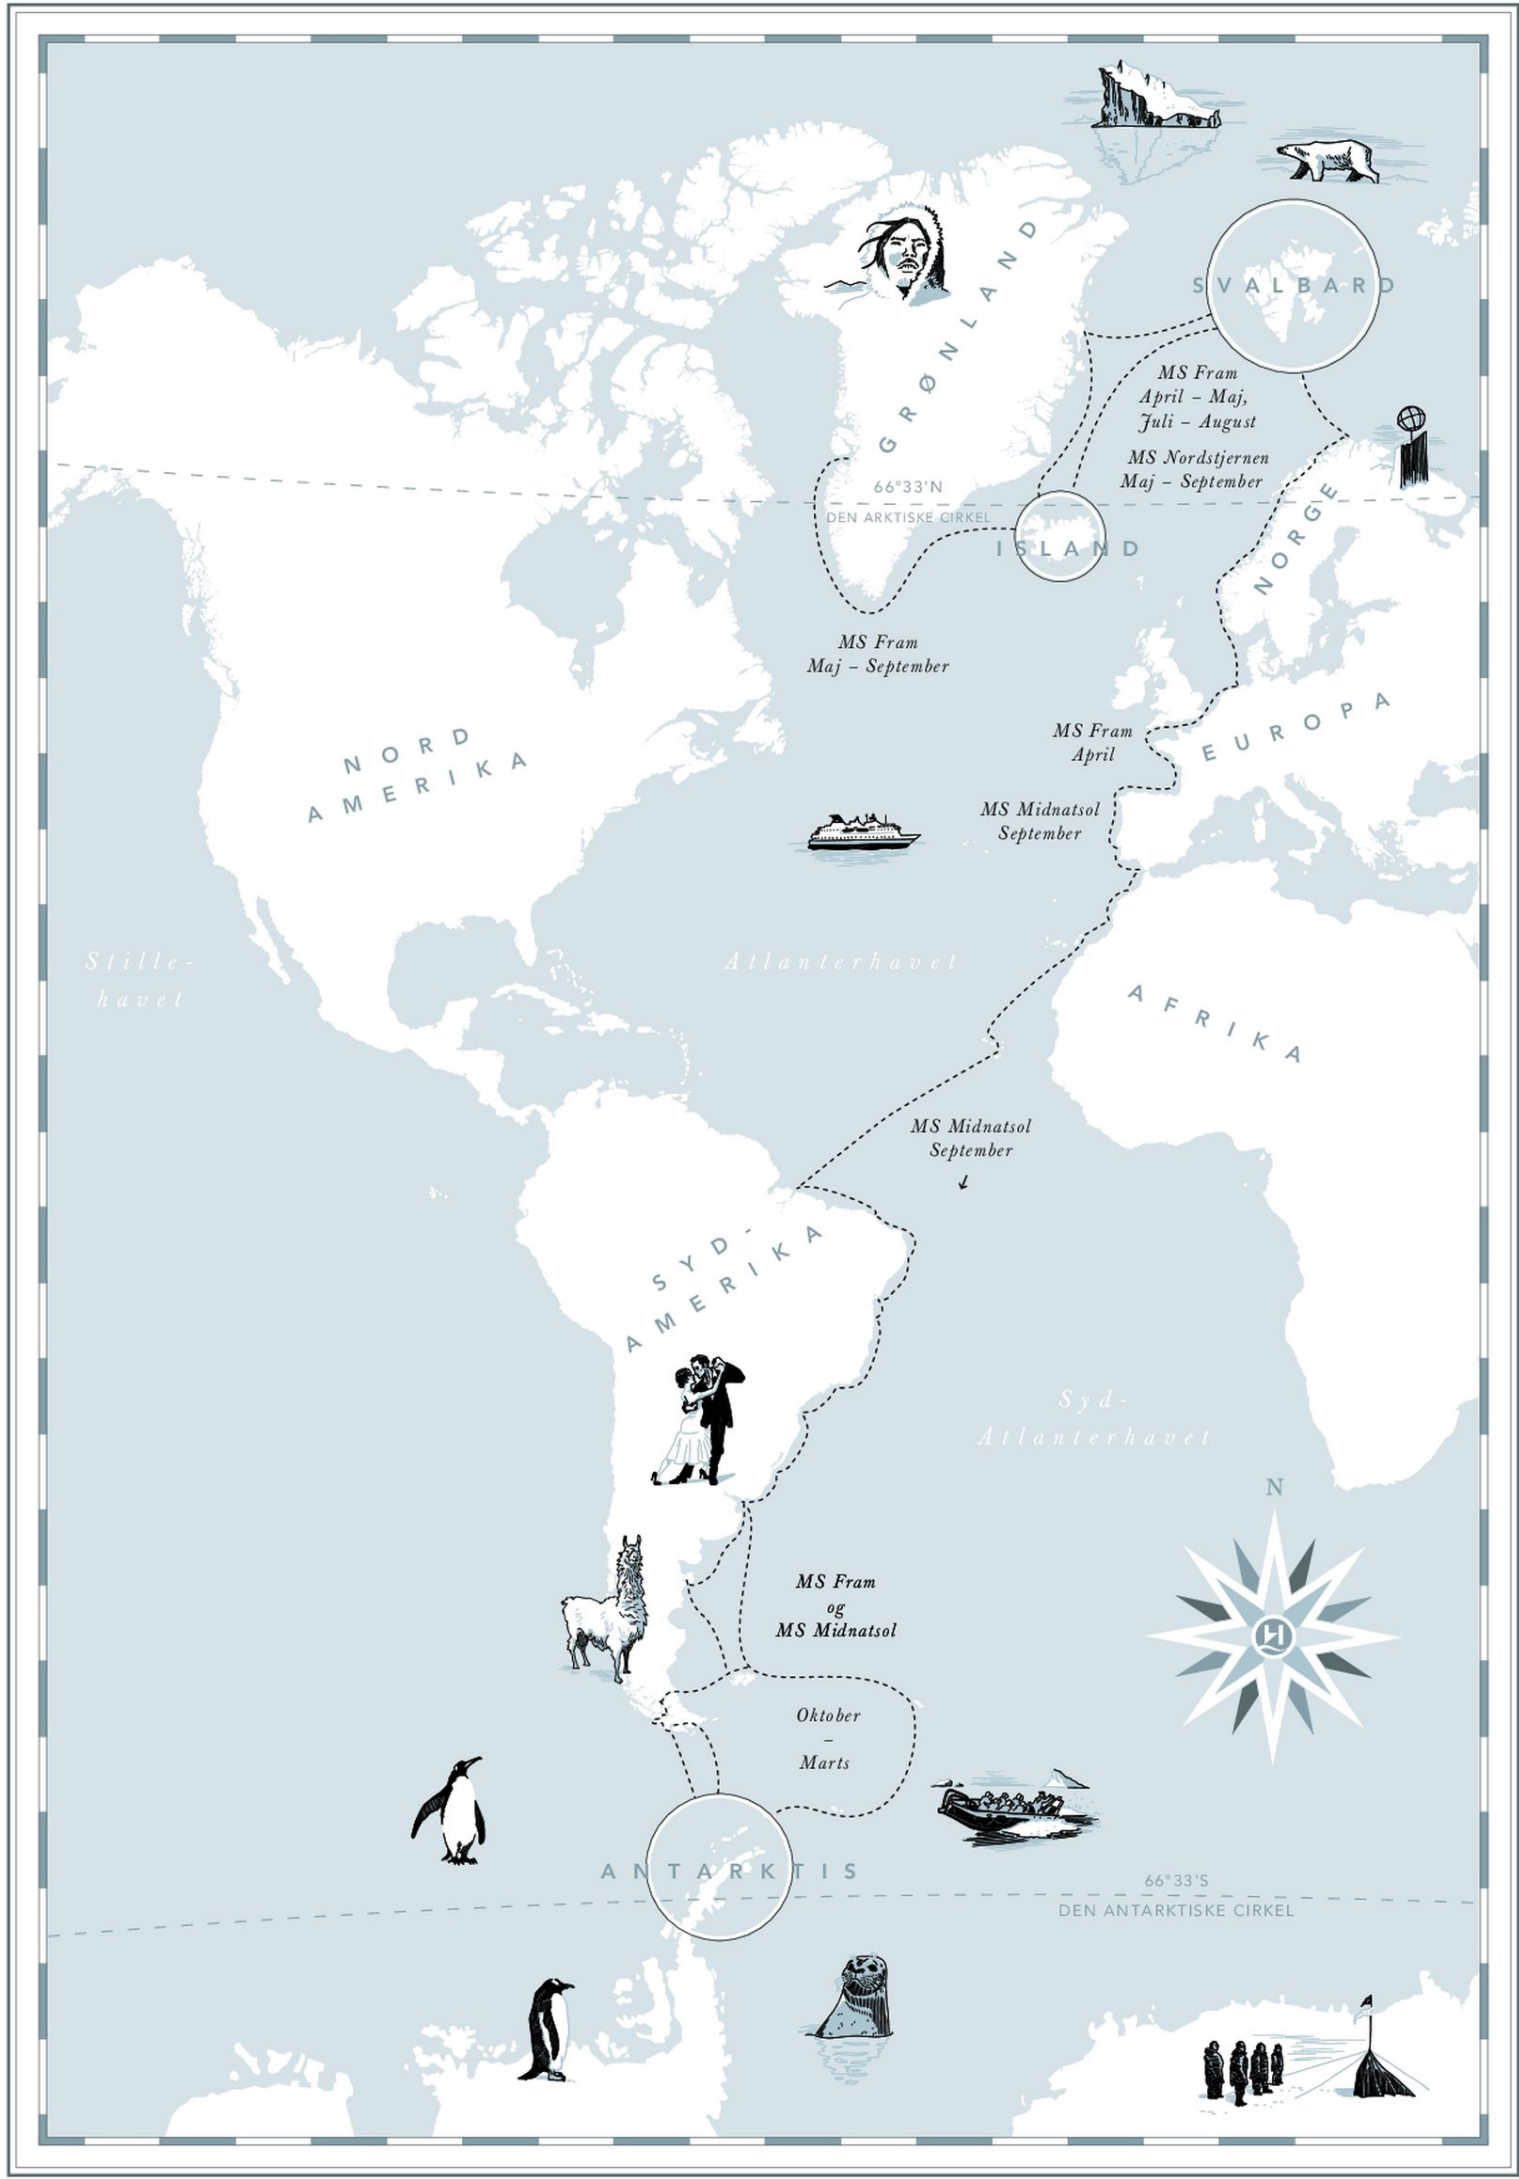 GRØNLAND
SVALBARD
MS Fram
April – Maj,
Juli – August
MS Nordstjernen
Maj – September
66°33'N
DEN ARKTISKE CIRKEL
ISLAND
NORGE
MS Fram
Maj – September
NORD
AMERIKA
MS Fram
April
EUROPA
MS Midnatsol
September
Stille-
havet
Atlanterhavet
AFRIKA
MS Midnatsol
September
SYD-
AMERIKA
Syd-
Atlanterhavet
N
MS Fram
og
MS Midnatsol
Oktober
–
Marts
ANTARKTIS
66°33'S
DEN ANTARKTISKE CIRKEL